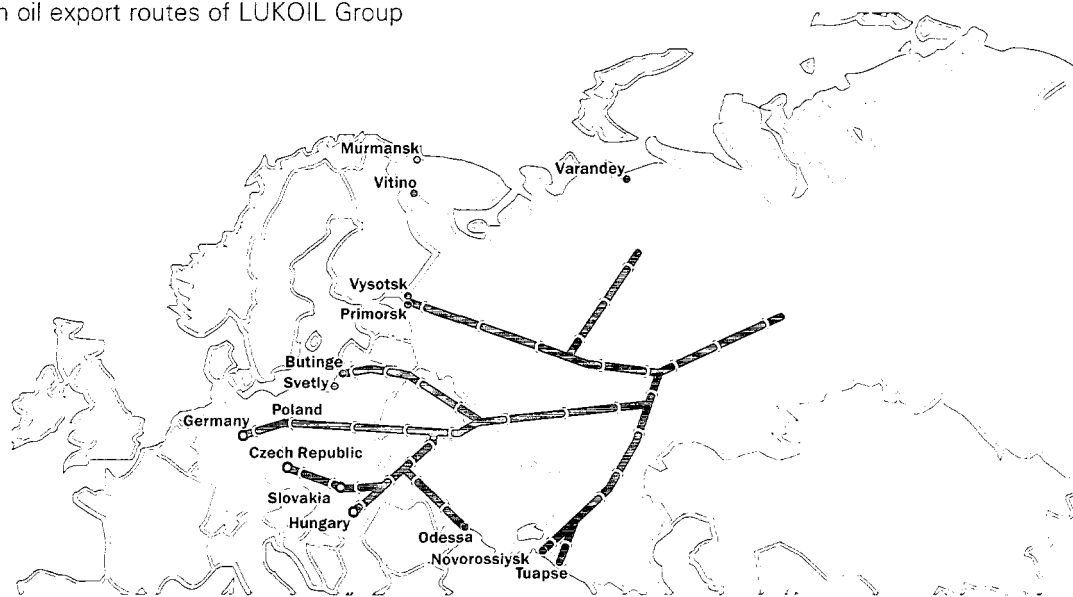 n oil export routes of LUKOIL Group
Murmansk
Vitino
Varandey
Vysotsk
Primorsk
Butinge
Svetly
Germany
Poland
Czech Republic
Slovakia
Hungary
Odessa
Novorossiysk
Tuapse